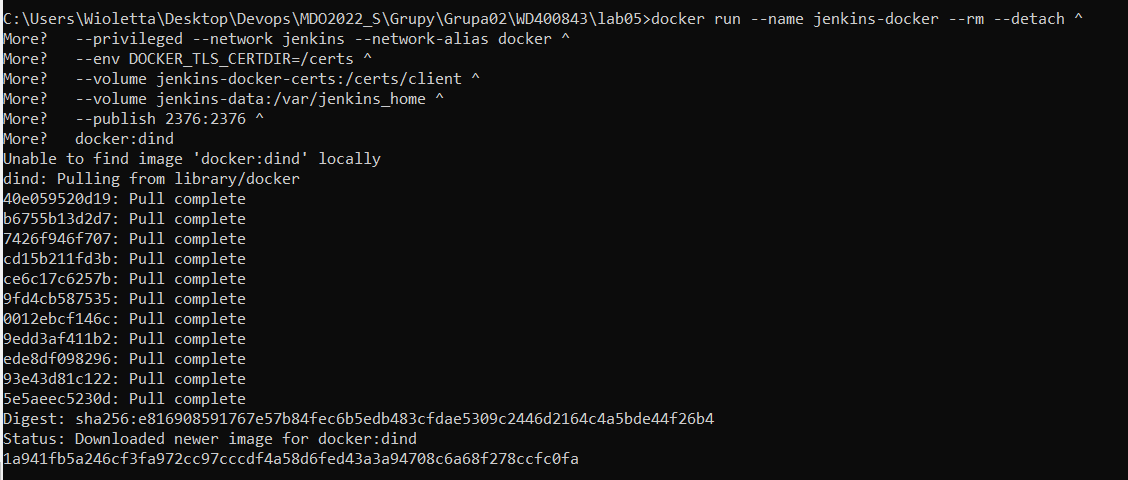 C:\Users\Wioletta\Desktop\Devops\MDO2022_S\Grupy\Grupa02\WD400843\lab05>docker run --name jenkins-docker --rm --detach ^
More?   --privileged --network jenkins --network-alias docker ^
More?   --env DOCKER_TLS_CERTDIR=/certs ^
More?   --volume jenkins-docker-certs:/certs/client ^
More?   --volume jenkins-data:/var/jenkins_home ^
More?   --publish 2376:2376 ^
More?   docker:dind
Unable to find image 'docker:dind' locally
dind: Pulling from library/docker
40e059520d19: Pull complete
b6755b13d2d7: Pull complete
7426f946f707: Pull complete
cd15b211fd3b: Pull complete
ce6c17c6257b: Pull complete
9fd4cb587535: Pull complete
0012ebcf146c: Pull complete
9edd3af411b2: Pull complete
ede8df098296: Pull complete
93e43d81c122: Pull complete
5e5aeec5230d: Pull complete
Digest: sha256:e816908591767e57b84fec6b5edb483cfdae5309c2446d2164c4a5bde44f26b4
Status: Downloaded newer image for docker:dind
1a941fb5a246cf3fa972cc97cccdf4a58d6fed43a3a94708c6a68f278ccfc0fa